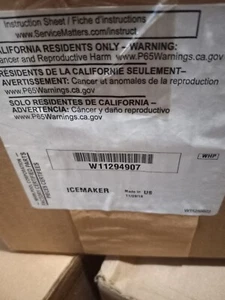 Instruction Sheet / Fiche d'instructions
www.ServiceMatters.com/Instruct
CALIFORNIA RESIDENTS ONLY – WARNING:
Cancer and Reproductive Harm www.P65Warnings.ca.gov
RÉSIDENTS DE LA CALIFORNIE SEULEMENT–
AVERTISSEMENT: Cancer et anomalies de la reproduction
www.P65Warnings.ca.gov
SOLO RESIDENTES DE CALIFORNIA –
ADVERTENCIA: Cáncer y daño reproductivo
www.P65Warnings.ca.gov
WHP
W11294907
ICEMAKER
Made in: US